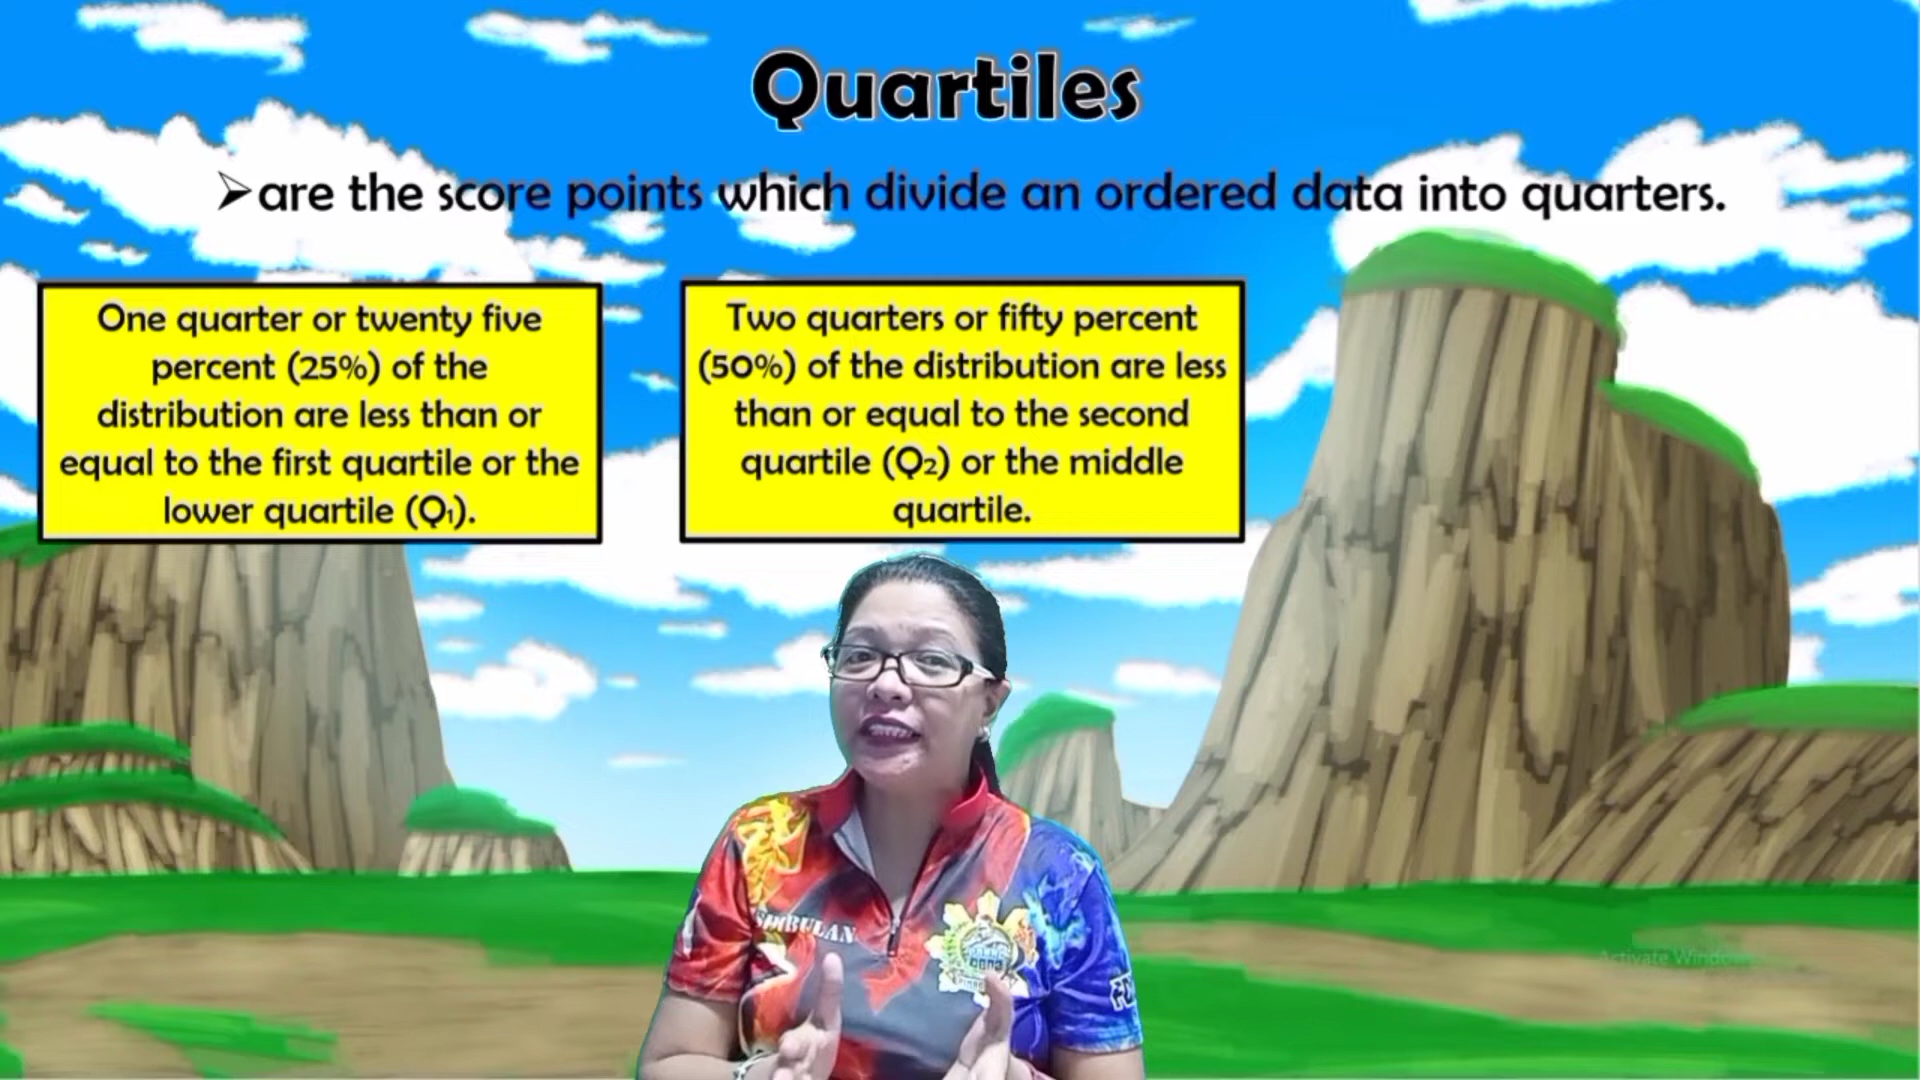 Quartiles
➢are the score points which divide an ordered data into quarters.
One quarter or twenty five
percent (25%) of the
distribution are less than or
equal to the first quartile or the
lower quartile (Q₁).
Two quarters or fifty percent
(50%) of the distribution are less
than or equal to the second
quartile (Q₂) or the middle
quartile.
Activate Windows